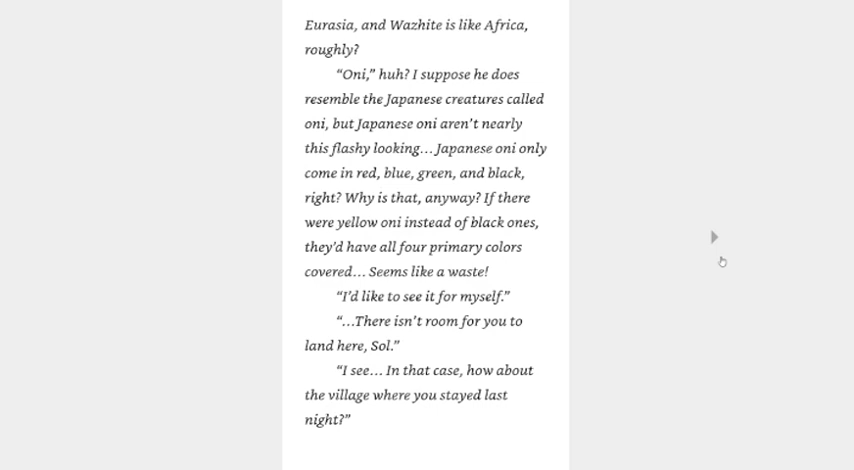 Eurasia, and Wazhite is like Africa,
roughly?
“Oni,” huh? I suppose he does
resemble the Japanese creatures called
oni, but Japanese oni aren’t nearly
this flashy looking… Japanese oni only
come in red, blue, green, and black,
right? Why is that, anyway? If there
were yellow oni instead of black ones,
they’d have all four primary colors
covered… Seems like a waste!
“I’d like to see it for myself.”
“…There isn’t room for you to
land here, Sol.”
“I see… In that case, how about
the village where you stayed last
night?”